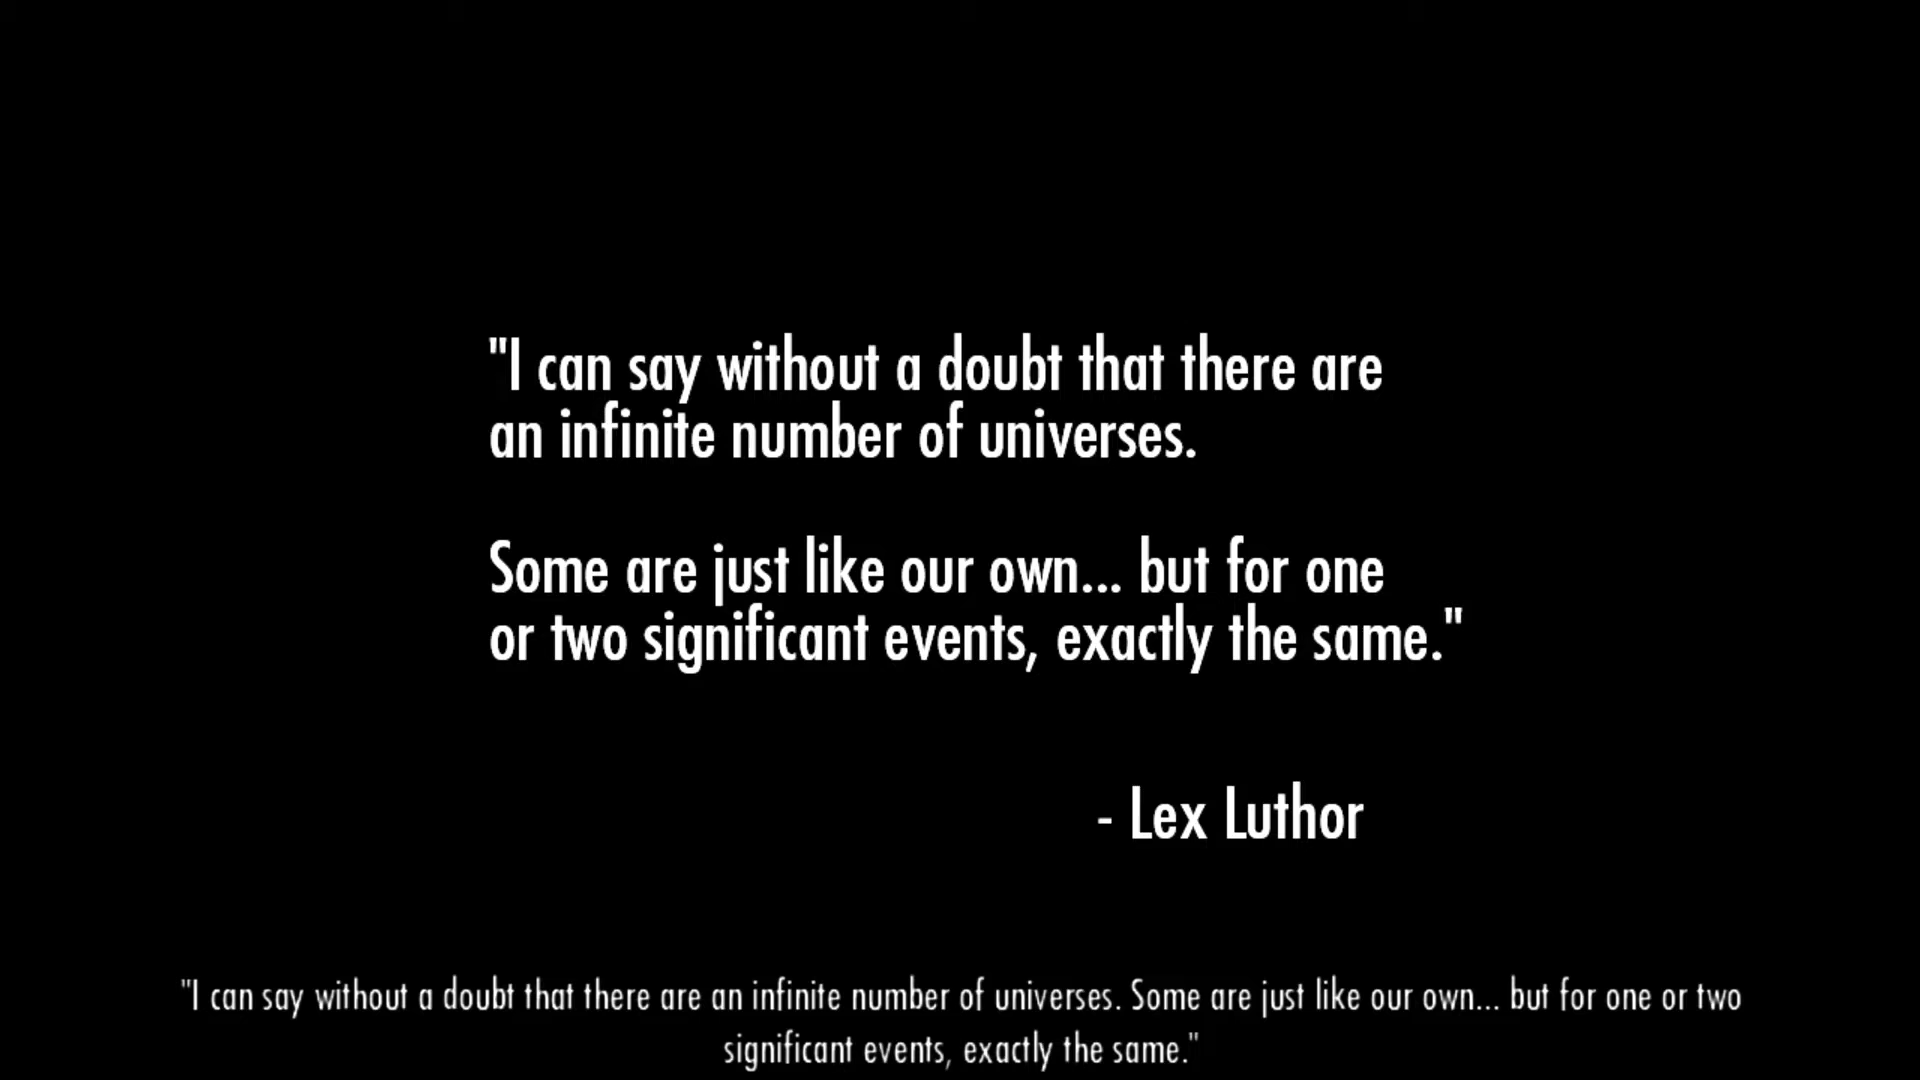 "I can say without a doubt that there are
an infinite number of universes.
Some are just like our own... but for one
or two significant events, exactly the same."
- Lex Luthor
"I can say without a doubt that there are an infinite number of universes. Some are just like our own... but for one or two
significant events, exactly the same."